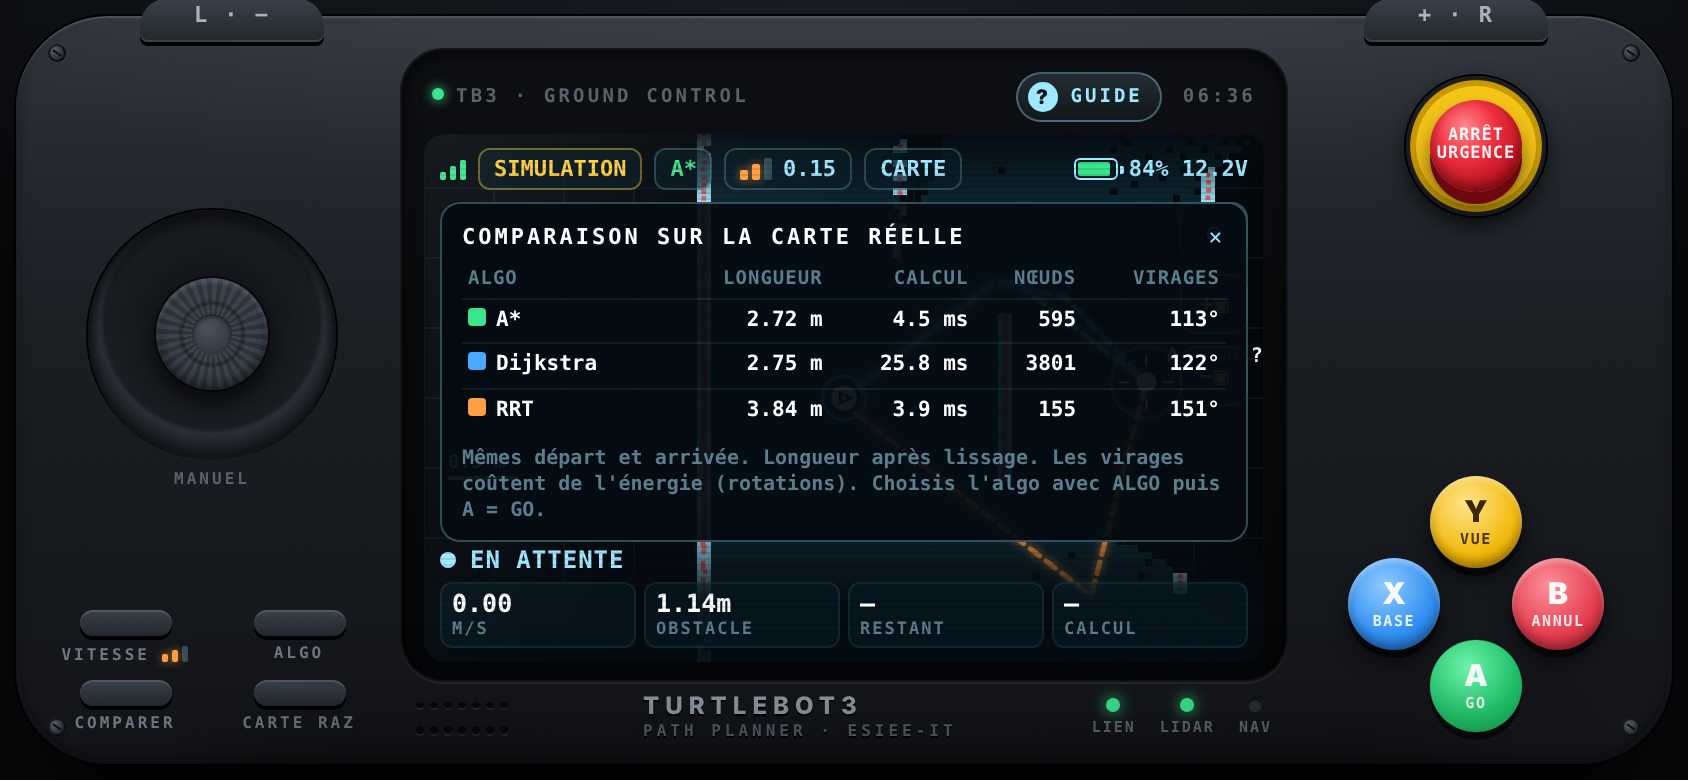 L · −
+ · R
TB3 · GROUND CONTROL
? GUIDE
06:36
ARRÊT
URGENCE
SIMULATION
A*
0.15
CARTE
84% 12.2V
COMPARAISON SUR LA CARTE RÉELLE
×
ALGO LONGUEUR CALCUL NŒUDS VIRAGES
A* 2.72 m 4.5 ms 595 113°
Dijkstra 2.75 m 25.8 ms 3801 122°
RRT 3.84 m 3.9 ms 155 151°
?
Mêmes départ et arrivée. Longueur après lissage. Les virages
coûtent de l'énergie (rotations). Choisis l'algo avec ALGO puis
A = GO.
MANUEL
EN ATTENTE
0.00
M/S
1.14m
OBSTACLE
—
RESTANT
—
CALCUL
VITESSE
ALGO
COMPARER
CARTE RAZ
Y
VUE
X
BASE
B
ANNUL
A
GO
TURTLEBOT3
PATH PLANNER · ESIEE-IT
LIEN
LIDAR
NAV